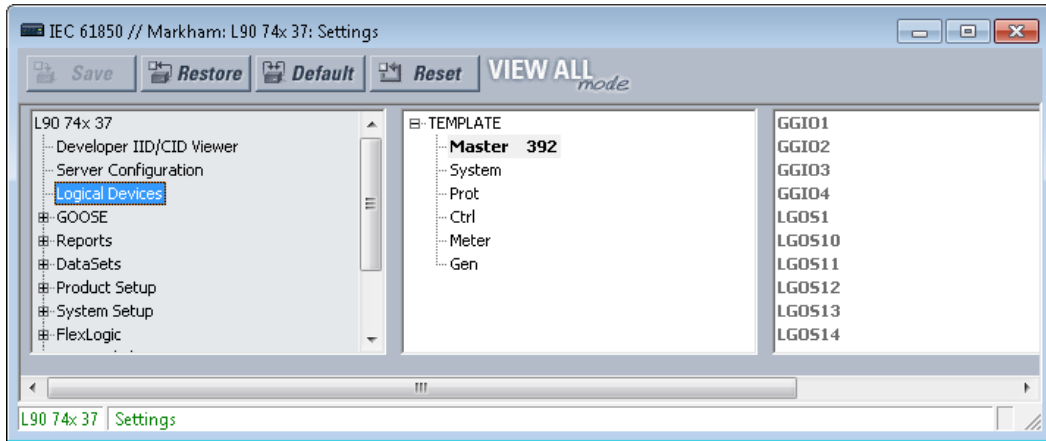 IEC 61850 // Markham: L90 74x 37: Settings
Save Restore Default Reset VIEW ALL mode
L90 74x 37
Developer IID/CID Viewer
Server Configuration
Logical Devices
GOOSE
Reports
DataSets
Product Setup
System Setup
FlexLogic
TEMPLATE
Master 392
System
Prot
Ctrl
Meter
Gen
GGIO1
GGIO2
GGIO3
GGIO4
LGOS1
LGOS10
LGOS11
LGOS12
LGOS13
LGOS14
L90 74x 37 Settings